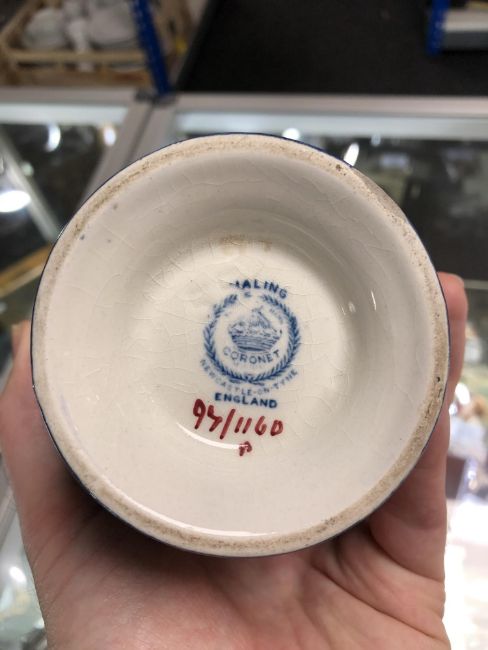 MALING
CORONET
NEWCASTLE-ON-TYNE
ENGLAND
94/1160
P